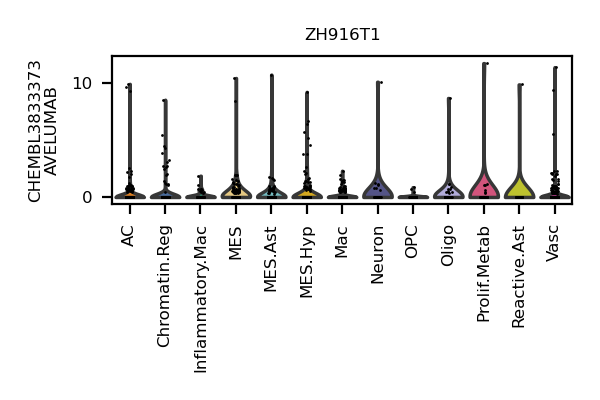 ZH916T1
CHEMBL3833373
AVELUMAB
10
0
AC
Chromatin.Reg
Inflammatory.Mac
MES
MES.Ast
MES.Hyp
Mac
Neuron
OPC
Oligo
Prolif.Metab
Reactive.Ast
Vasc